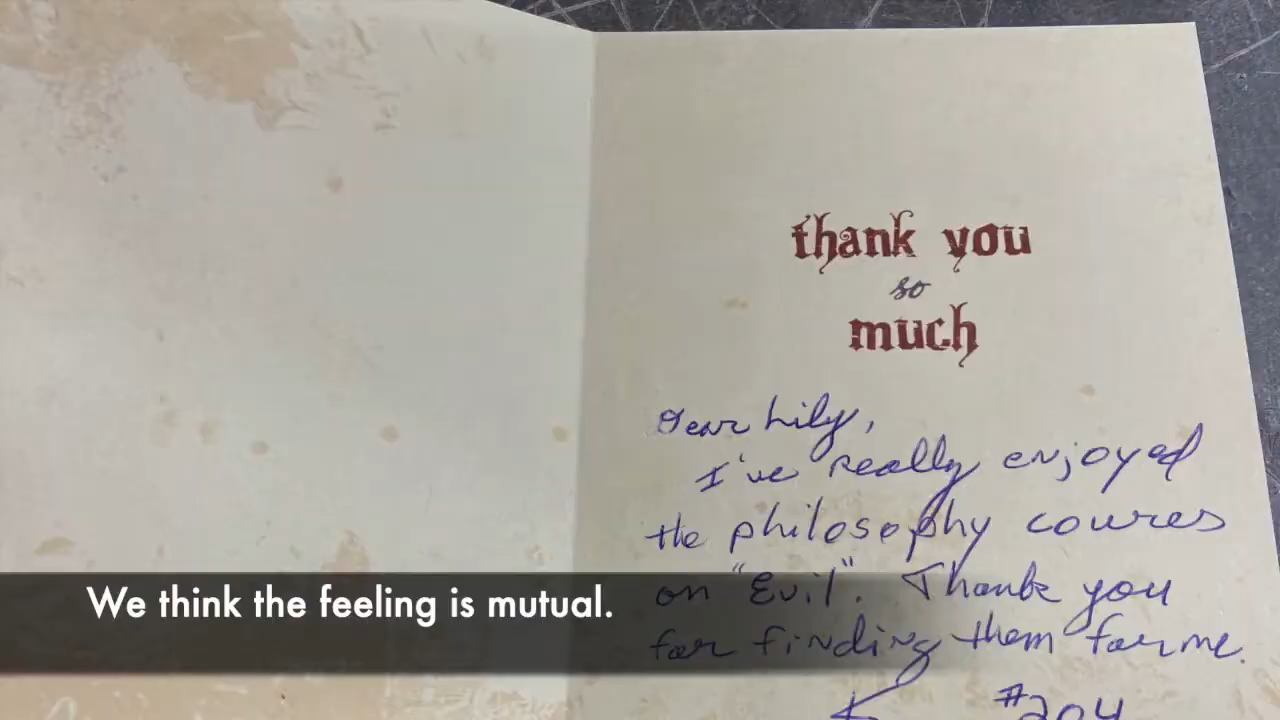 thank you
so
much
Dear Lily,
I've really enjoyed
the philosophy coures
on "Evil". Thank you
for finding them for me.
#204
We think the feeling is mutual.